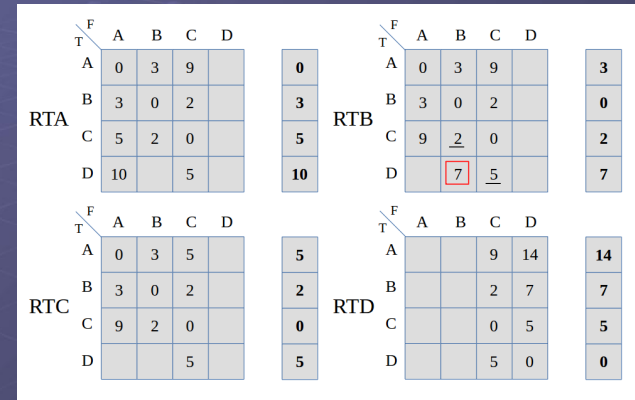 F
T A B C D
A 0 3 9 0
B 3 0 2 3
RTA
C 5 2 0 5
D 10 5 10
F
T A B C D
A 0 3 9 3
B 3 0 2 0
RTB
C 9 2 0 2
D 7 5 7
F
T A B C D
A 0 3 5 5
B 3 0 2 2
RTC
C 9 2 0 0
D 5 5
F
T A B C D
A 9 14 14
B 2 7 7
RTD
C 0 5 5
D 5 0 0